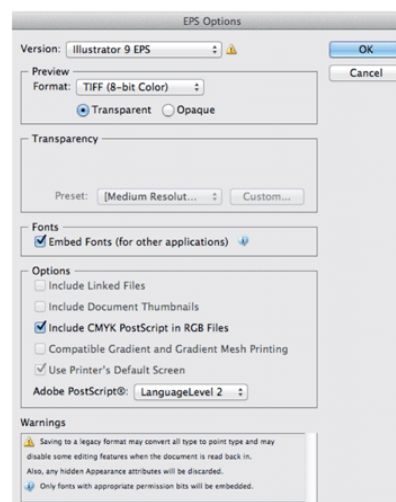 EPS Options
Version: Illustrator 9 EPS
OK
Cancel
Preview
Format: TIFF (8-bit Color)
Transparent Opaque
Transparency
Preset: [Medium Resolut... Custom...
Fonts
Embed Fonts (for other applications)
Options
Include Linked Files
Include Document Thumbnails
Include CMYK PostScript in RGB Files
Compatible Gradient and Gradient Mesh Printing
Use Printer's Default Screen
Adobe PostScript®: LanguageLevel 2
Warnings
Saving to a legacy format may convert all type to point type and may
disable some editing features when the document is read back in.
Also, any hidden Appearance attributes will be discarded.
Only fonts with appropriate permission bits will be embedded.